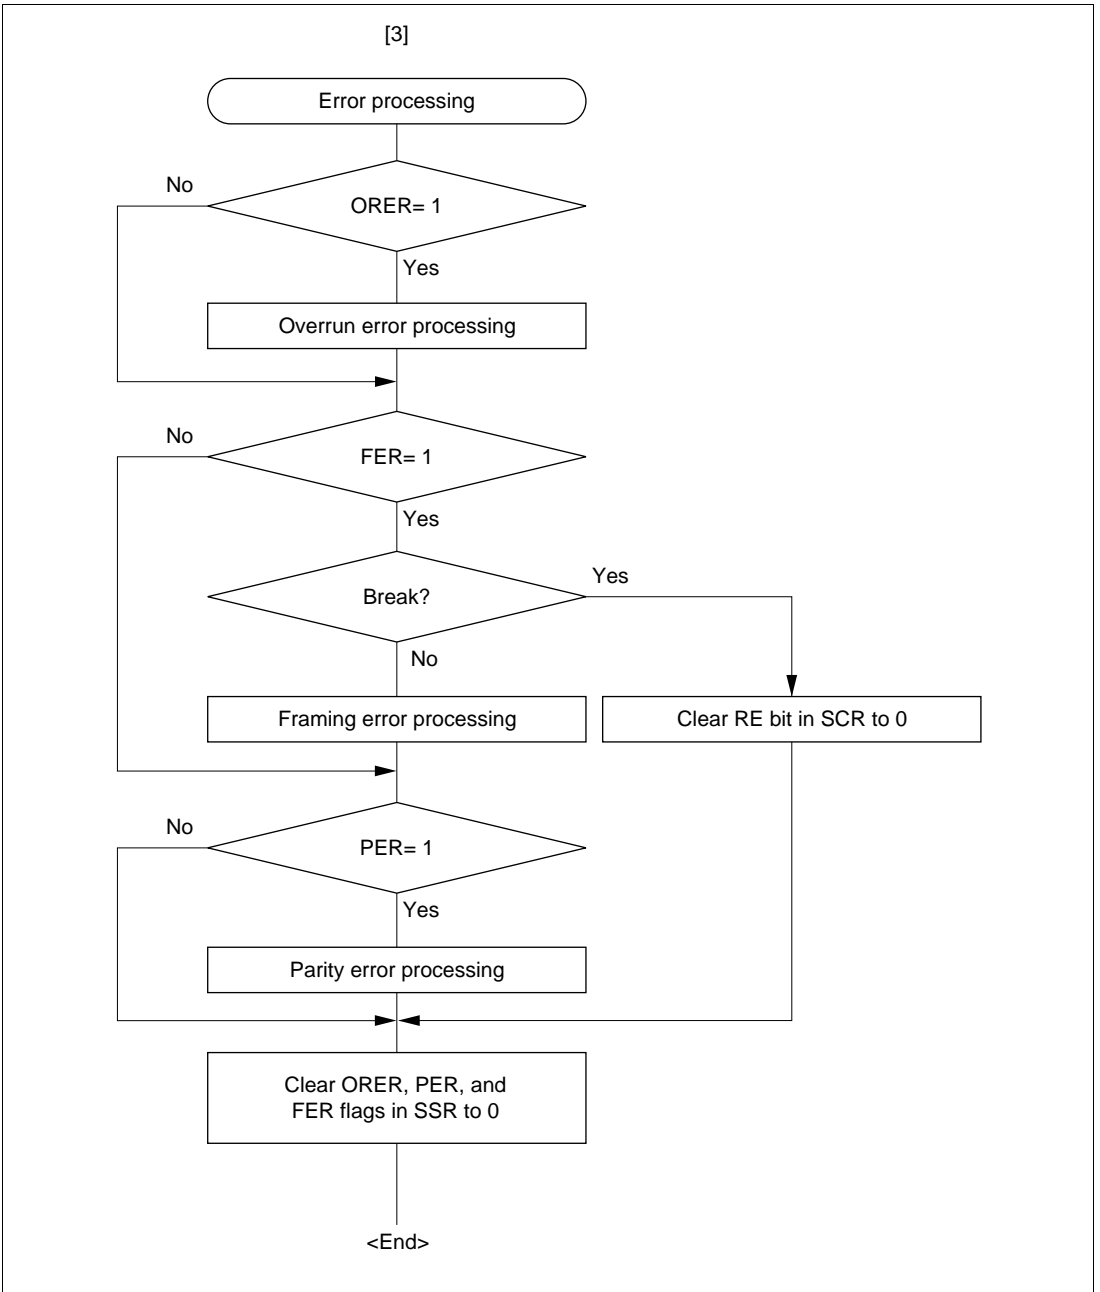 [3]
Error processing
No
ORER= 1
Yes
Overrun error processing
No
FER= 1
Yes
Break?
Yes
No
Framing error processing
Clear RE bit in SCR to 0
No
PER= 1
Yes
Parity error processing
Clear ORER, PER, and
FER flags in SSR to 0
<End>